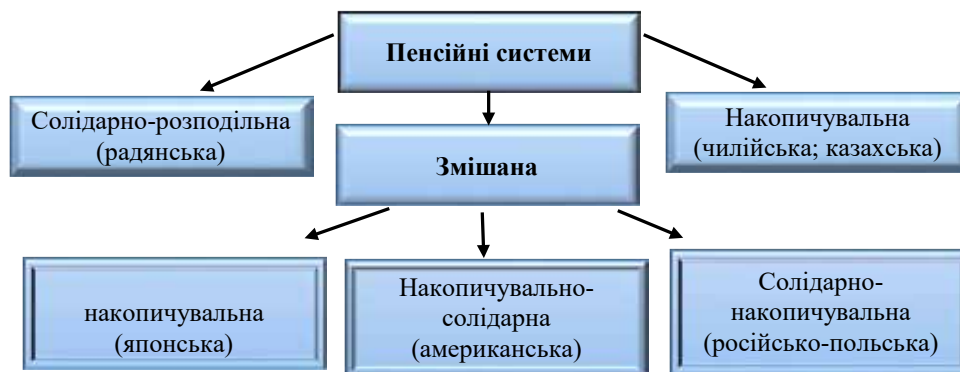 Пенсійні системи
Солідарно-розподільна
(радянська)
Накопичувальна
(чилійська; казахська)
Змішана
накопичувальна
(японська)
Накопичувально-
солідарна
(американська)
Солідарно-
накопичувальна
(російсько-польська)